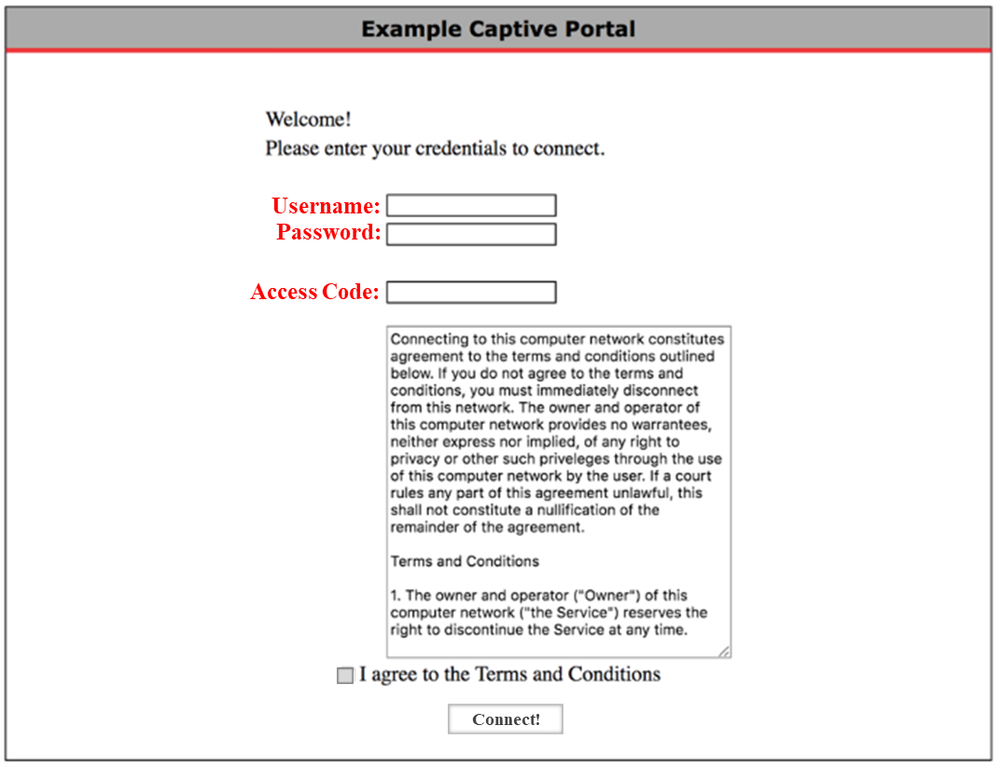 Example Captive Portal
Welcome!
Please enter your credentials to connect.
Username:
Password:
Access Code:
Connecting to this computer network constitutes
agreement to the terms and conditions outlined
below. If you do not agree to the terms and
conditions, you must immediately disconnect
from this network. The owner and operator of
this computer network provides no warrantees,
neither express nor implied, of any right to
privacy or other such priveleges through the use
of this computer network by the user. If a court
rules any part of this agreement unlawful, this
shall not constitute a nullification of the
remainder of the agreement.
Terms and Conditions
1. The owner and operator ("Owner") of this
computer network ("the Service") reserves the
right to discontinue the Service at any time.
I agree to the Terms and Conditions
Connect!